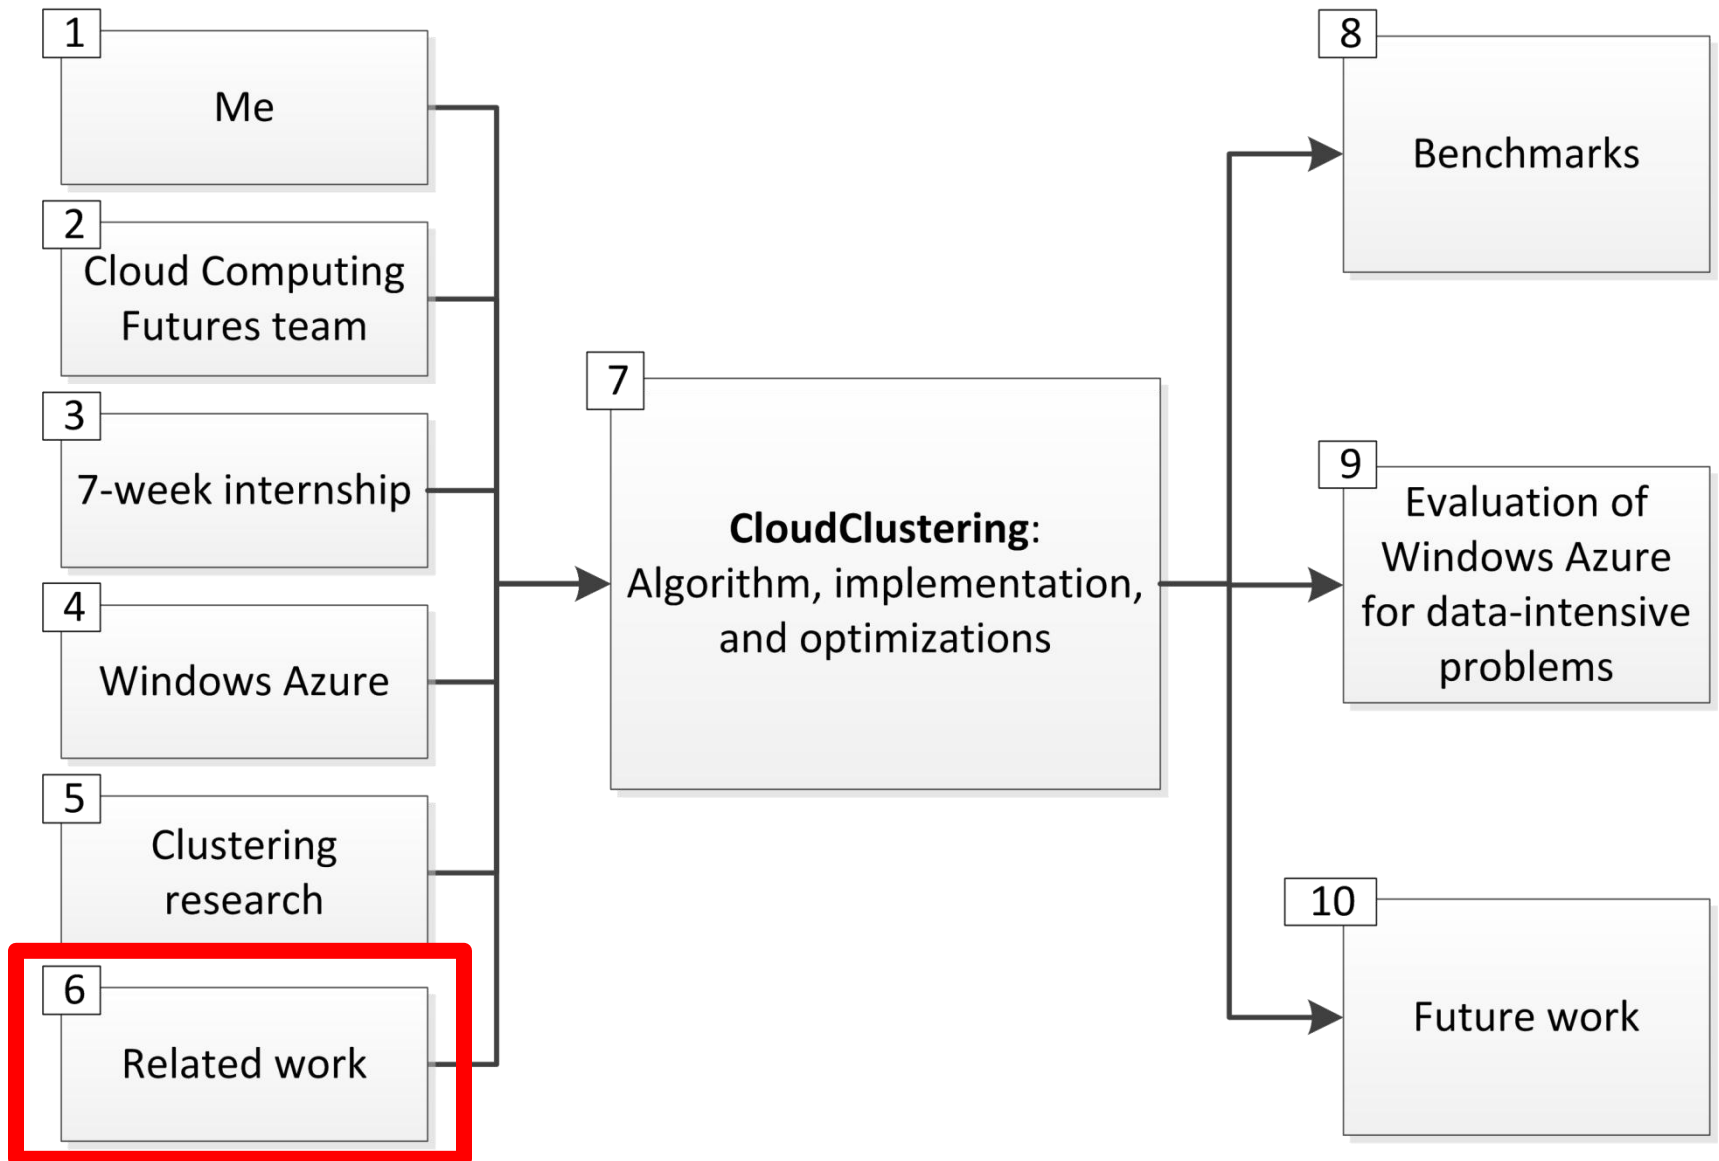 1
Me
2
Cloud Computing
Futures team
3
7-week internship
4
Windows Azure
5
Clustering
research
6
Related work
7
CloudClustering:
Algorithm, implementation,
and optimizations
8
Benchmarks
9
Evaluation of
Windows Azure
for data-intensive
problems
10
Future work